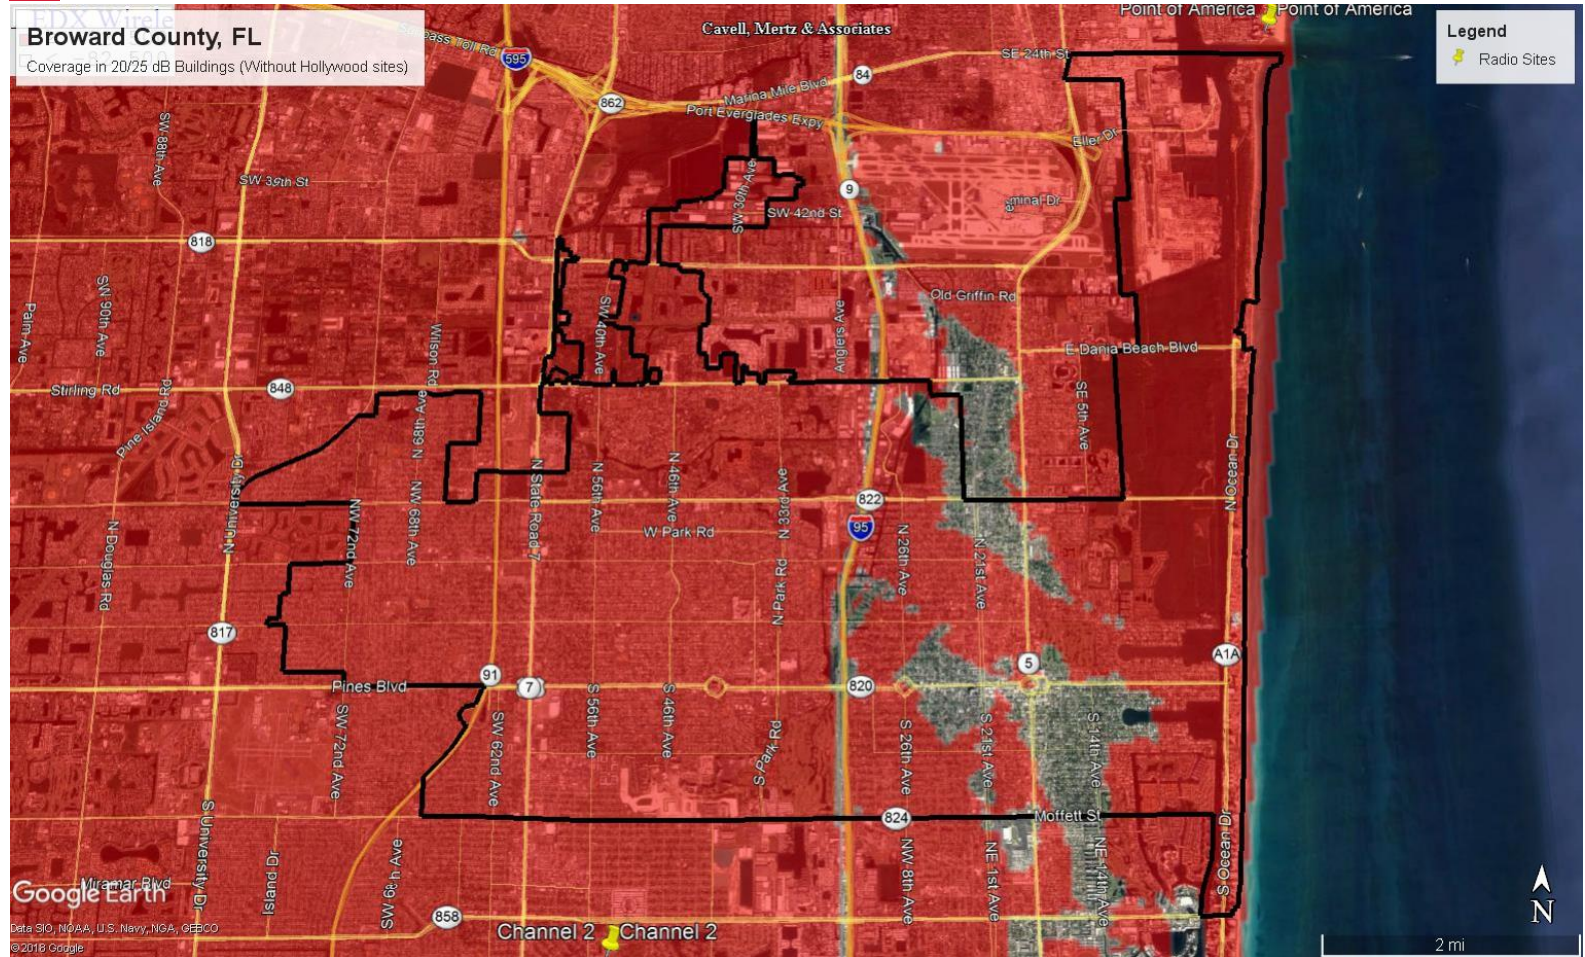 EDX Wirele
Broward County, FL
Coverage in 20/25 dB Buildings (Without Hollywood sites)
Cavell, Mertz & Associates
Point of America
Point of America
Legend
Radio Sites
595
862
84
SE 24th St
Marina Mile Blvd
Port Everglades Expy
Eller Dr
SW 88th Ave
SW 39th St
SW 30th Ave
SW 42nd St
9
minal Dr
818
Palm Ave
SW 90th Ave
Wilson Rd
SW 40th Ave
Anglers Ave
Old Griffin Rd
E Dania Beach Blvd
Stirling Rd
848
Pine Island Rd
N 69th Ave
SE 5th Ave
N Ocean Dr
N University Dr
NW 68th Ave
N State Road 7
N 56th Ave
N 46th Ave
N 33rd Ave
822
95
W Park Rd
N Douglas Rd
NW 72nd Ave
N Park Rd
N 26th Ave
N 21st Ave
817
91
7
5
A1A
Pines Blvd
820
SW 72nd Ave
SW 62nd Ave
S 56th Ave
S 46th Ave
S Park Rd
S 26th Ave
S 21st Ave
S 14th Ave
S University Dr
824
Moffett St
S Ocean Dr
Miramar Blvd
Island Dr
NW 8th Ave
NE 1st Ave
NE 14th Ave
Google Earth
858
Channel 2
Channel 2
Data SIO, NOAA, U.S. Navy, NGA, GEBCO
© 2018 Google
N
2 mi